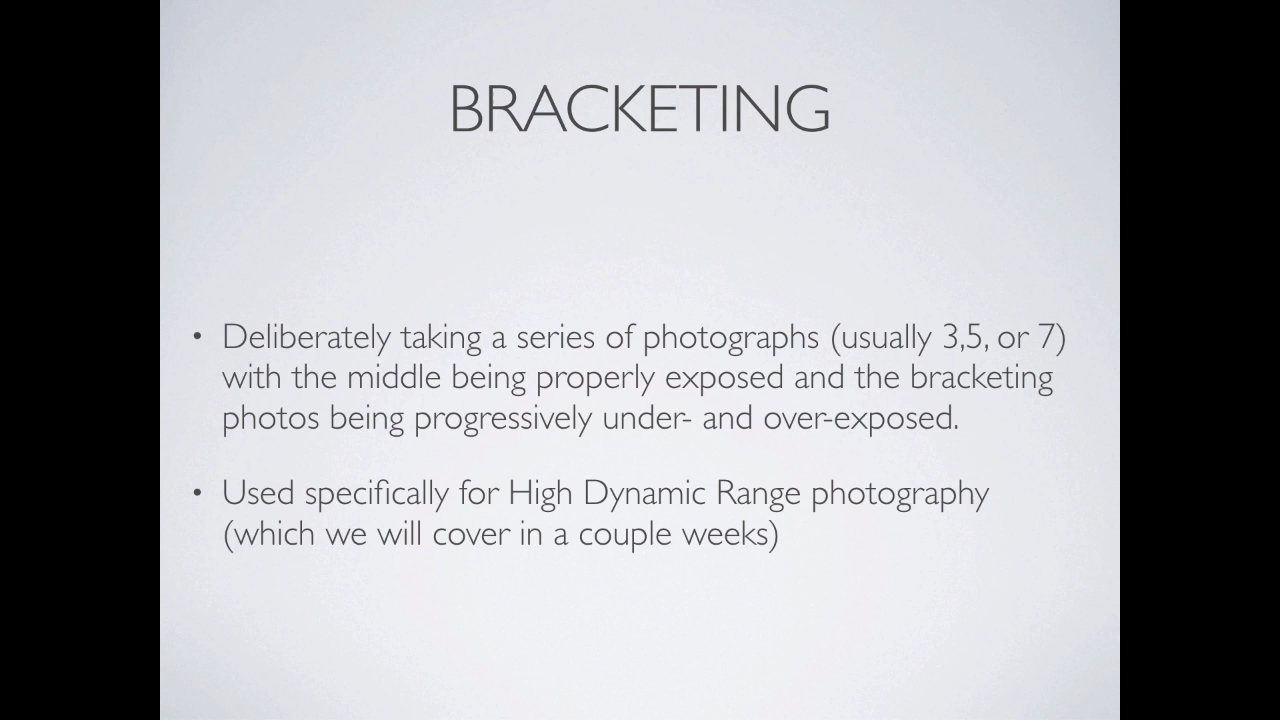 BRACKETING
• Deliberately taking a series of photographs (usually 3,5, or 7)
with the middle being properly exposed and the bracketing
photos being progressively under- and over-exposed.
• Used specifically for High Dynamic Range photography
(which we will cover in a couple weeks)